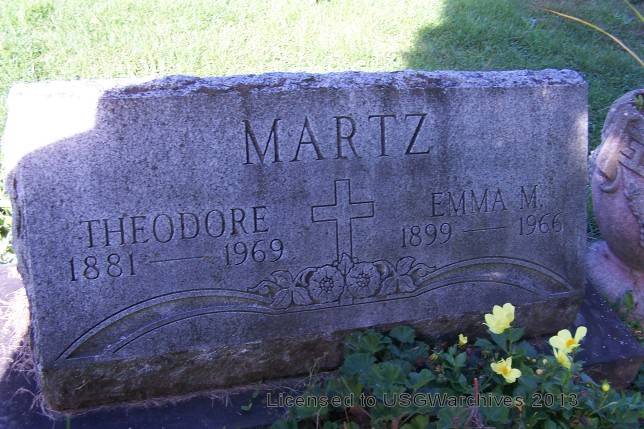 MARTZ
THEODORE
1881 — 1969
EMMA M.
1899 — 1966
Licensed to USGWarchives 2013